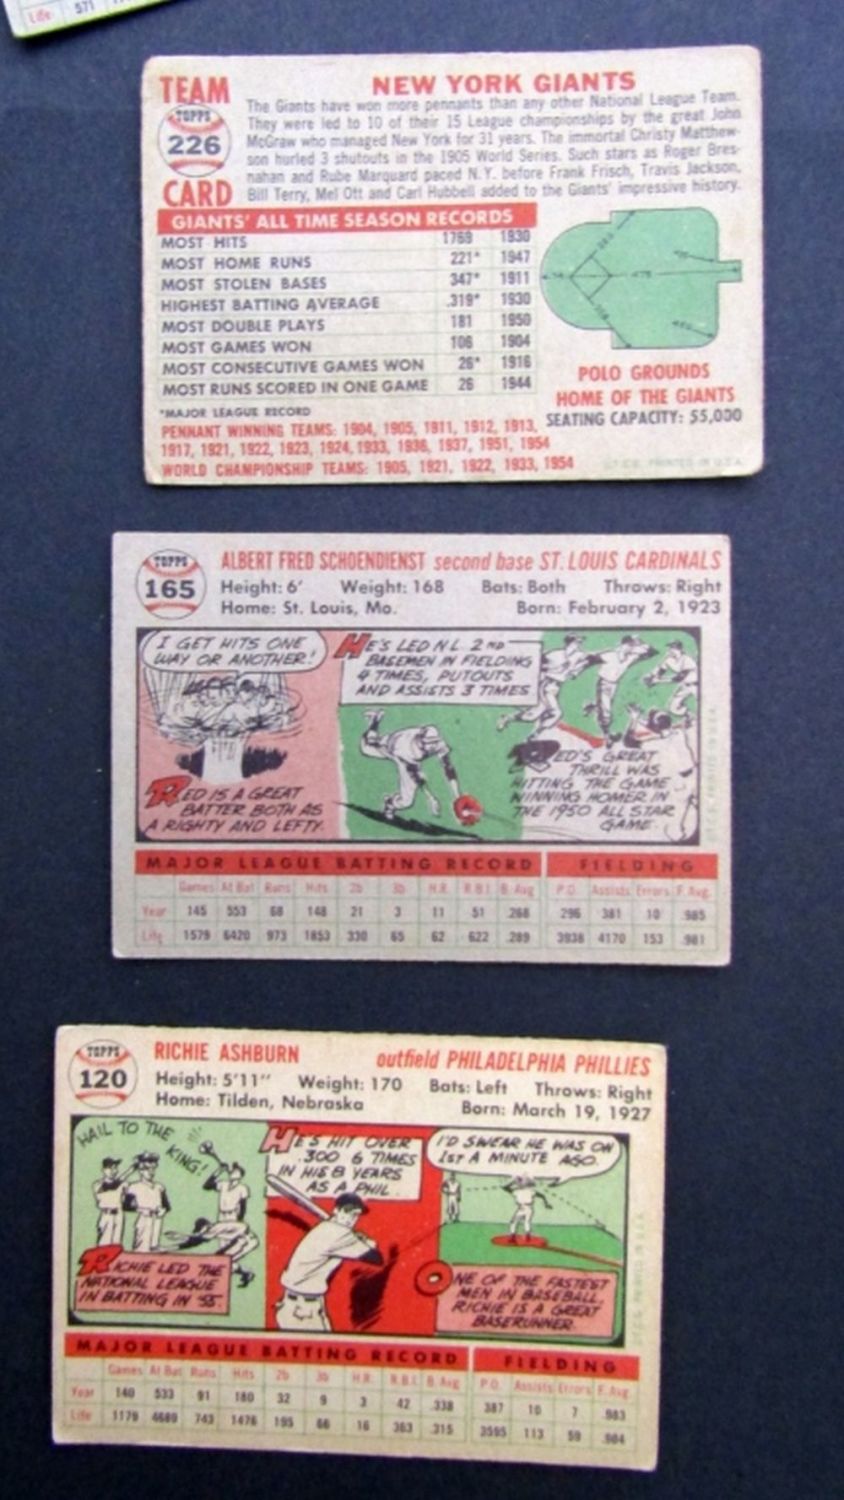 Life 571
TEAM
TOPPS
226
CARD
NEW YORK GIANTS
The Giants have won more pennants than any other National League Team.
They were led to 10 of their 15 League championships by the great John
McGraw who managed New York for 31 years. The immortal Christy Matthew-
son hurled 3 shutouts in the 1905 World Series. Such stars as Roger Bres-
nahan and Rube Marquard paced N.Y. before Frank Frisch, Travis Jackson,
Bill Terry, Mel Ott and Carl Hubbell added to the Giants' impressive history.
GIANTS' ALL TIME SEASON RECORDS
MOST HITS 1769 1930
MOST HOME RUNS 221* 1947
MOST STOLEN BASES 347* 1911
HIGHEST BATTING AVERAGE .319* 1930
MOST DOUBLE PLAYS 181 1950
MOST GAMES WON 106 1904
MOST CONSECUTIVE GAMES WON 26* 1916
MOST RUNS SCORED IN ONE GAME 26 1944
*MAJOR LEAGUE RECORD
POLO GROUNDS
HOME OF THE GIANTS
SEATING CAPACITY: 55,000
PENNANT WINNING TEAMS: 1904, 1905, 1911, 1912, 1913,
1917, 1921, 1922, 1923, 1924, 1933, 1936, 1937, 1951, 1954
WORLD CHAMPIONSHIP TEAMS: 1905, 1921, 1922, 1933, 1954
PRINTED IN U.S.A.
TOPPS
165
ALBERT FRED SCHOENDIENST second base ST. LOUIS CARDINALS
Height: 6' Weight: 168 Bats: Both Throws: Right
Home: St. Louis, Mo. Born: February 2, 1923
I GET HITS ONE
WAY OR ANOTHER!
RED IS A GREAT
BATTER BOTH AS
A RIGHTY AND LEFTY.
HE'S LED N L 2ND
BASEMEN IN FIELDING
4 TIMES, PUTOUTS
AND ASSISTS 3 TIMES
RED'S GREAT
THRILL WAS
HITTING THE GAME
WINNING HOMER IN
THE 1950 ALL STAR
GAME.
MAJOR LEAGUE BATTING RECORD FIELDING
Games At Bat Runs Hits 2b 3b H.R. R.B.I. B. Avg. P.O. Assists Errors F. Avg.
Year 145 553 68 148 21 3 11 51 .268 296 381 10 .985
Life 1579 6420 973 1853 330 65 62 622 .289 3938 4170 153 .981
TOPPS
120
RICHIE ASHBURN outfield PHILADELPHIA PHILLIES
Height: 5'11" Weight: 170 Bats: Left Throws: Right
Home: Tilden, Nebraska Born: March 19, 1927
HAIL TO THE
KING!
RICHIE LED THE
NATIONAL LEAGUE
IN BATTING IN '55.
HE'S HIT OVER
.300 6 TIMES
IN HIS 8 YEARS
AS A PHIL.
I'D SWEAR HE WAS ON
1ST A MINUTE AGO.
ONE OF THE FASTEST
MEN IN BASEBALL,
RICHIE IS A GREAT
BASERUNNER.
MAJOR LEAGUE BATTING RECORD FIELDING
Games At Bat Runs Hits 2b 3b H.R. R.B.I. B. Avg. P.O. Assists Errors F. Avg.
Year 140 533 91 180 32 9 3 42 .338 387 10 7 .983
Life 1179 4689 743 1476 195 66 16 363 .315 3595 113 59 .984